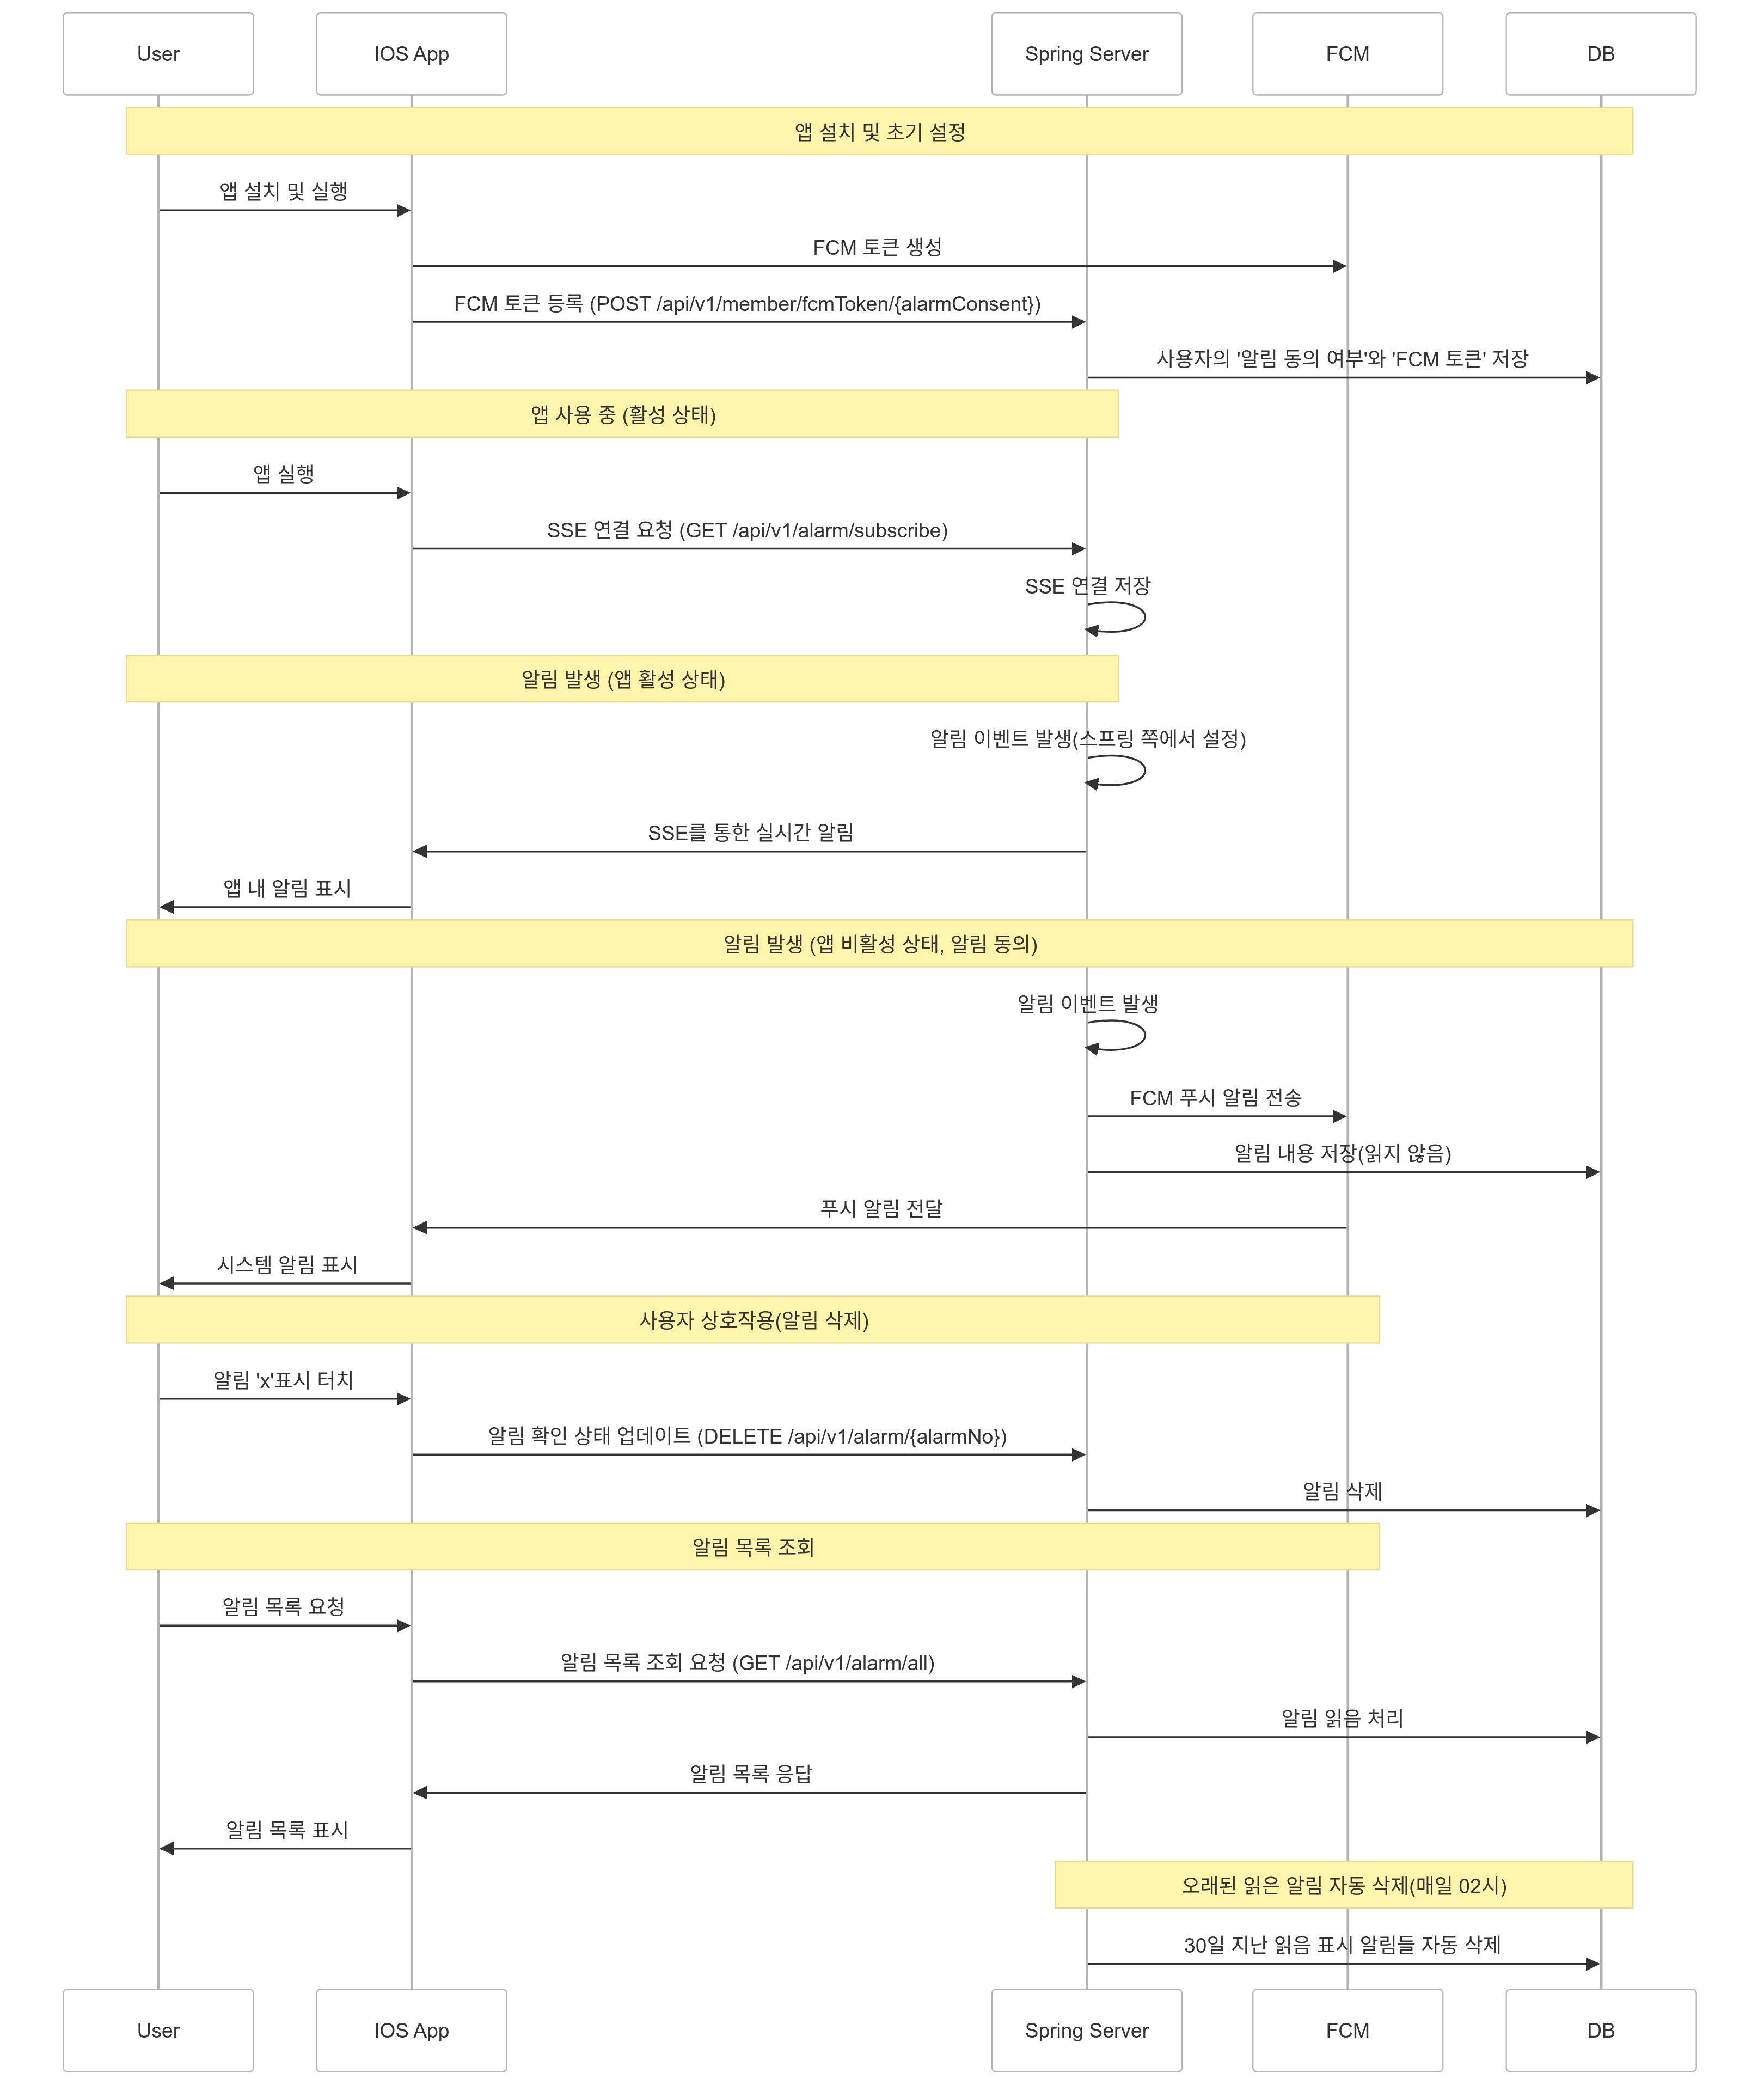 User
IOS App
Spring Server
FCM
DB
앱 설치 및 초기 설정
앱 설치 및 실행
FCM 토큰 생성
FCM 토큰 등록 (POST /api/v1/member/fcmToken/{alarmConsent})
사용자의 '알림 동의 여부'와 'FCM 토큰' 저장
앱 사용 중 (활성 상태)
앱 실행
SSE 연결 요청 (GET /api/v1/alarm/subscribe)
SSE 연결 저장
알림 발생 (앱 활성 상태)
알림 이벤트 발생(스프링 쪽에서 설정)
SSE를 통한 실시간 알림
앱 내 알림 표시
알림 발생 (앱 비활성 상태, 알림 동의)
알림 이벤트 발생
FCM 푸시 알림 전송
알림 내용 저장(읽지 않음)
푸시 알림 전달
시스템 알림 표시
사용자 상호작용(알림 삭제)
알림 'x'표시 터치
알림 확인 상태 업데이트 (DELETE /api/v1/alarm/{alarmNo})
알림 삭제
알림 목록 조회
알림 목록 요청
알림 목록 조회 요청 (GET /api/v1/alarm/all)
알림 읽음 처리
알림 목록 응답
알림 목록 표시
오래된 읽은 알림 자동 삭제(매일 02시)
30일 지난 읽음 표시 알림들 자동 삭제
User
IOS App
Spring Server
FCM
DB